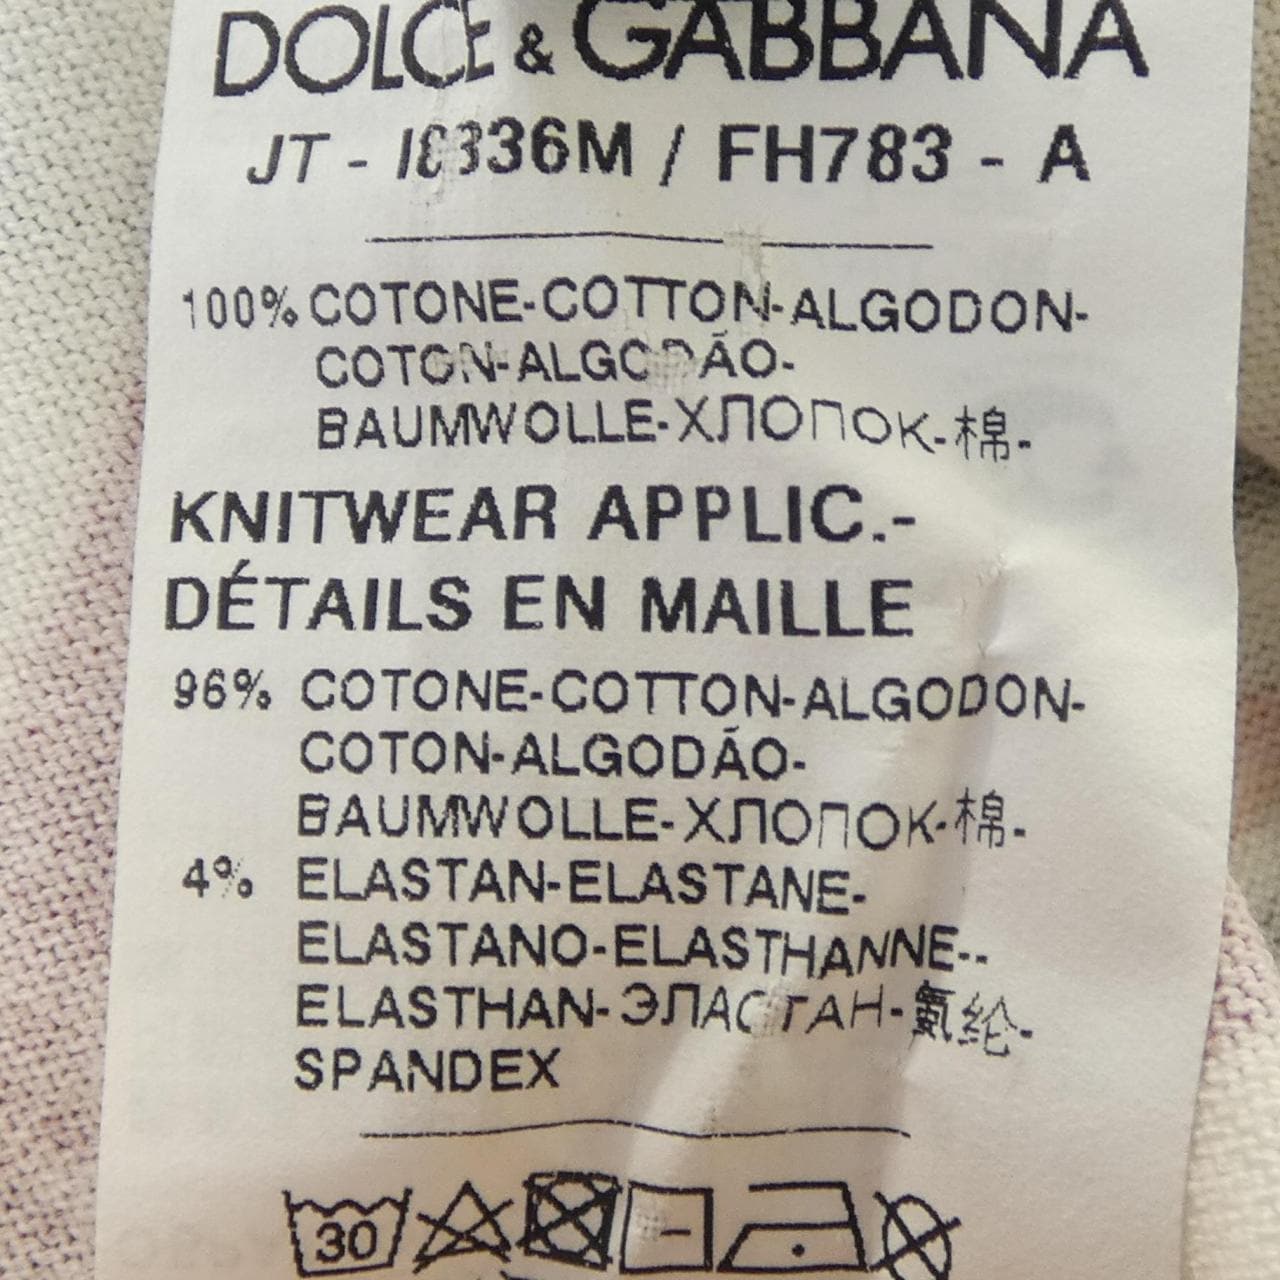 DOLCE & GABBANA
JT - I8336M / FH783 - A
100% COTONE-COTTON-ALGODON-
COTON-ALGODÃO-
BAUMWOLLE-ХЛОПОК-棉-
KNITWEAR APPLIC.-
DÉTAILS EN MAILLE
96% COTONE-COTTON-ALGODON-
COTON-ALGODÃO-
BAUMWOLLE-ХЛОПОК-棉-
4% ELASTAN-ELASTANE-
ELASTANO-ELASTHANNE--
ELASTHAN-ЭЛАСТАН-氨纶-
SPANDEX
30